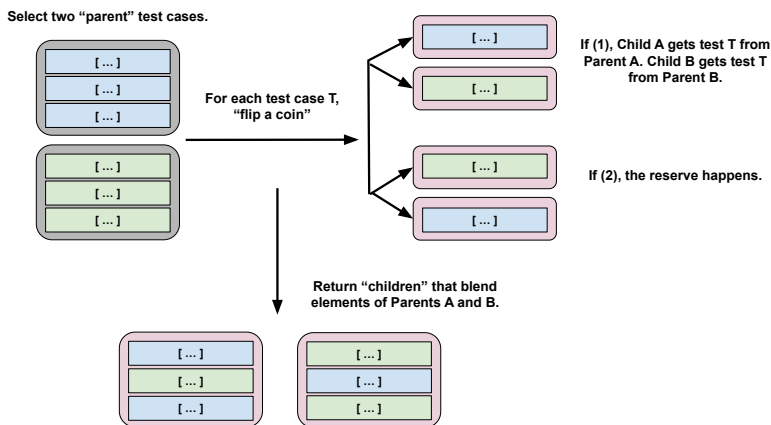 Select two “parent” test cases.
[ ... ]
[ ... ]
[ ... ]
[ ... ]
[ ... ]
[ ... ]
For each test case T,
“flip a coin”
[ ... ]
[ ... ]
If (1), Child A gets test T from
Parent A. Child B gets test T
from Parent B.
[ ... ]
[ ... ]
If (2), the reserve happens.
Return “children” that blend
elements of Parents A and B.
[ ... ]
[ ... ]
[ ... ]
[ ... ]
[ ... ]
[ ... ]